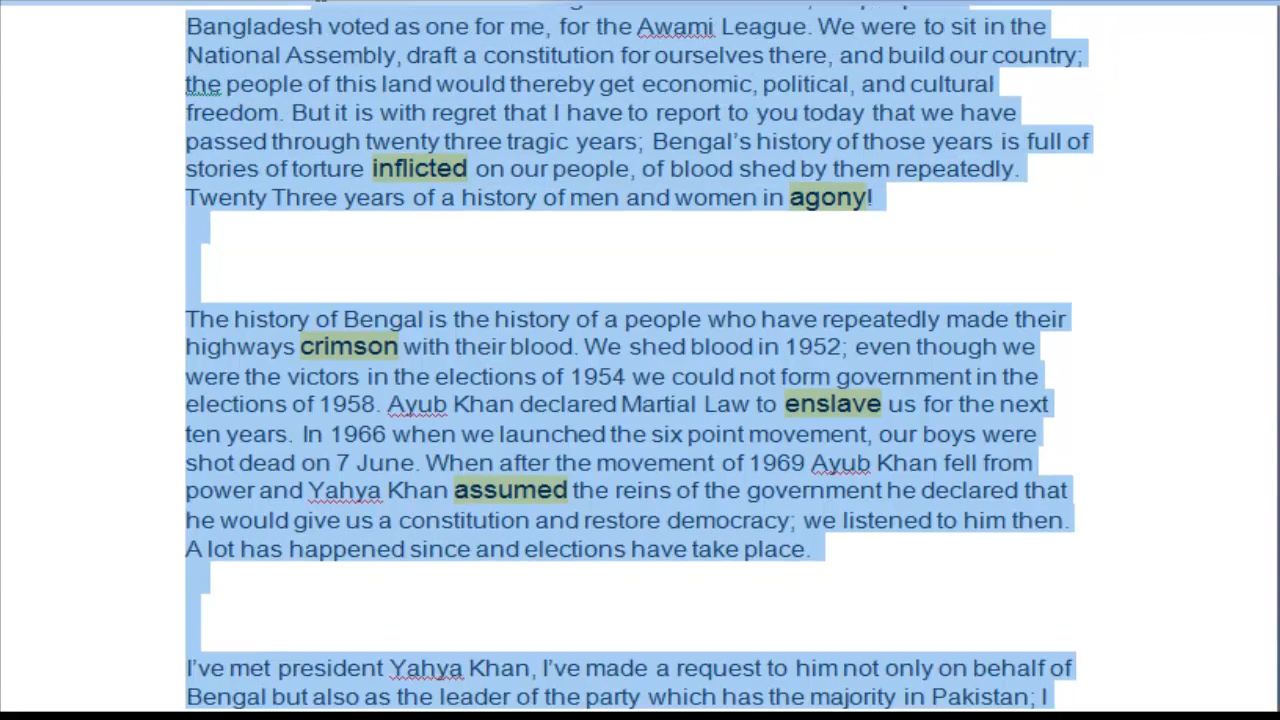 Bangladesh voted as one for me, for the Awami League. We were to sit in the
National Assembly, draft a constitution for ourselves there, and build our country;
the people of this land would thereby get economic, political, and cultural
freedom. But it is with regret that I have to report to you today that we have
passed through twenty three tragic years; Bengal's history of those years is full of
stories of torture inflicted on our people, of blood shed by them repeatedly.
Twenty Three years of a history of men and women in agony!
The history of Bengal is the history of a people who have repeatedly made their
highways crimson with their blood. We shed blood in 1952; even though we
were the victors in the elections of 1954 we could not form government in the
elections of 1958. Ayub Khan declared Martial Law to enslave us for the next
ten years. In 1966 when we launched the six point movement, our boys were
shot dead on 7 June. When after the movement of 1969 Ayub Khan fell from
power and Yahya Khan assumed the reins of the government he declared that
he would give us a constitution and restore democracy; we listened to him then.
A lot has happened since and elections have take place.
I've met president Yahya Khan, I've made a request to him not only on behalf of
Bengal but also as the leader of the party which has the majority in Pakistan; I